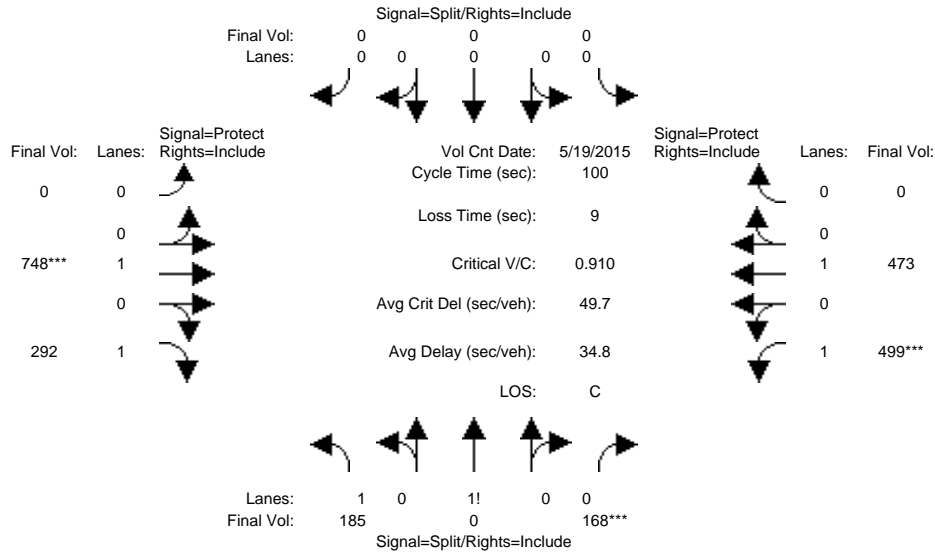 Signal=Split/Rights=Include
Final Vol: 0 0 0
Lanes: 0 0 0 0 0
Signal=Protect Signal=Protect
Final Vol: Lanes: Rights=Include Vol Cnt Date: 5/19/2015 Rights=Include Lanes: Final Vol:
Cycle Time (sec): 100
0 0 0 0
Loss Time (sec): 9
0 0
748*** 1 Critical V/C: 0.910 1 473
0 Avg Crit Del (sec/veh): 49.7 0
292 1 Avg Delay (sec/veh): 34.8 1 499***
LOS: C
Lanes: 1 0 1! 0 0
Final Vol: 185 0 168***
Signal=Split/Rights=Include